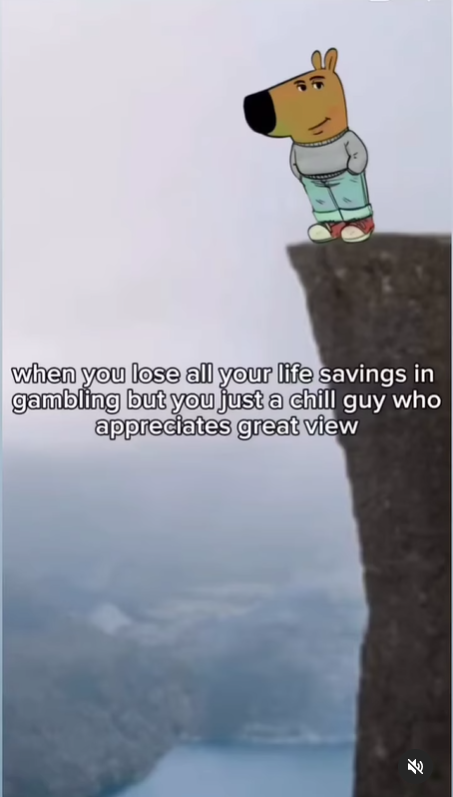 when you lose all your life savings in
gambling but you just a chill guy who
appreciates great view